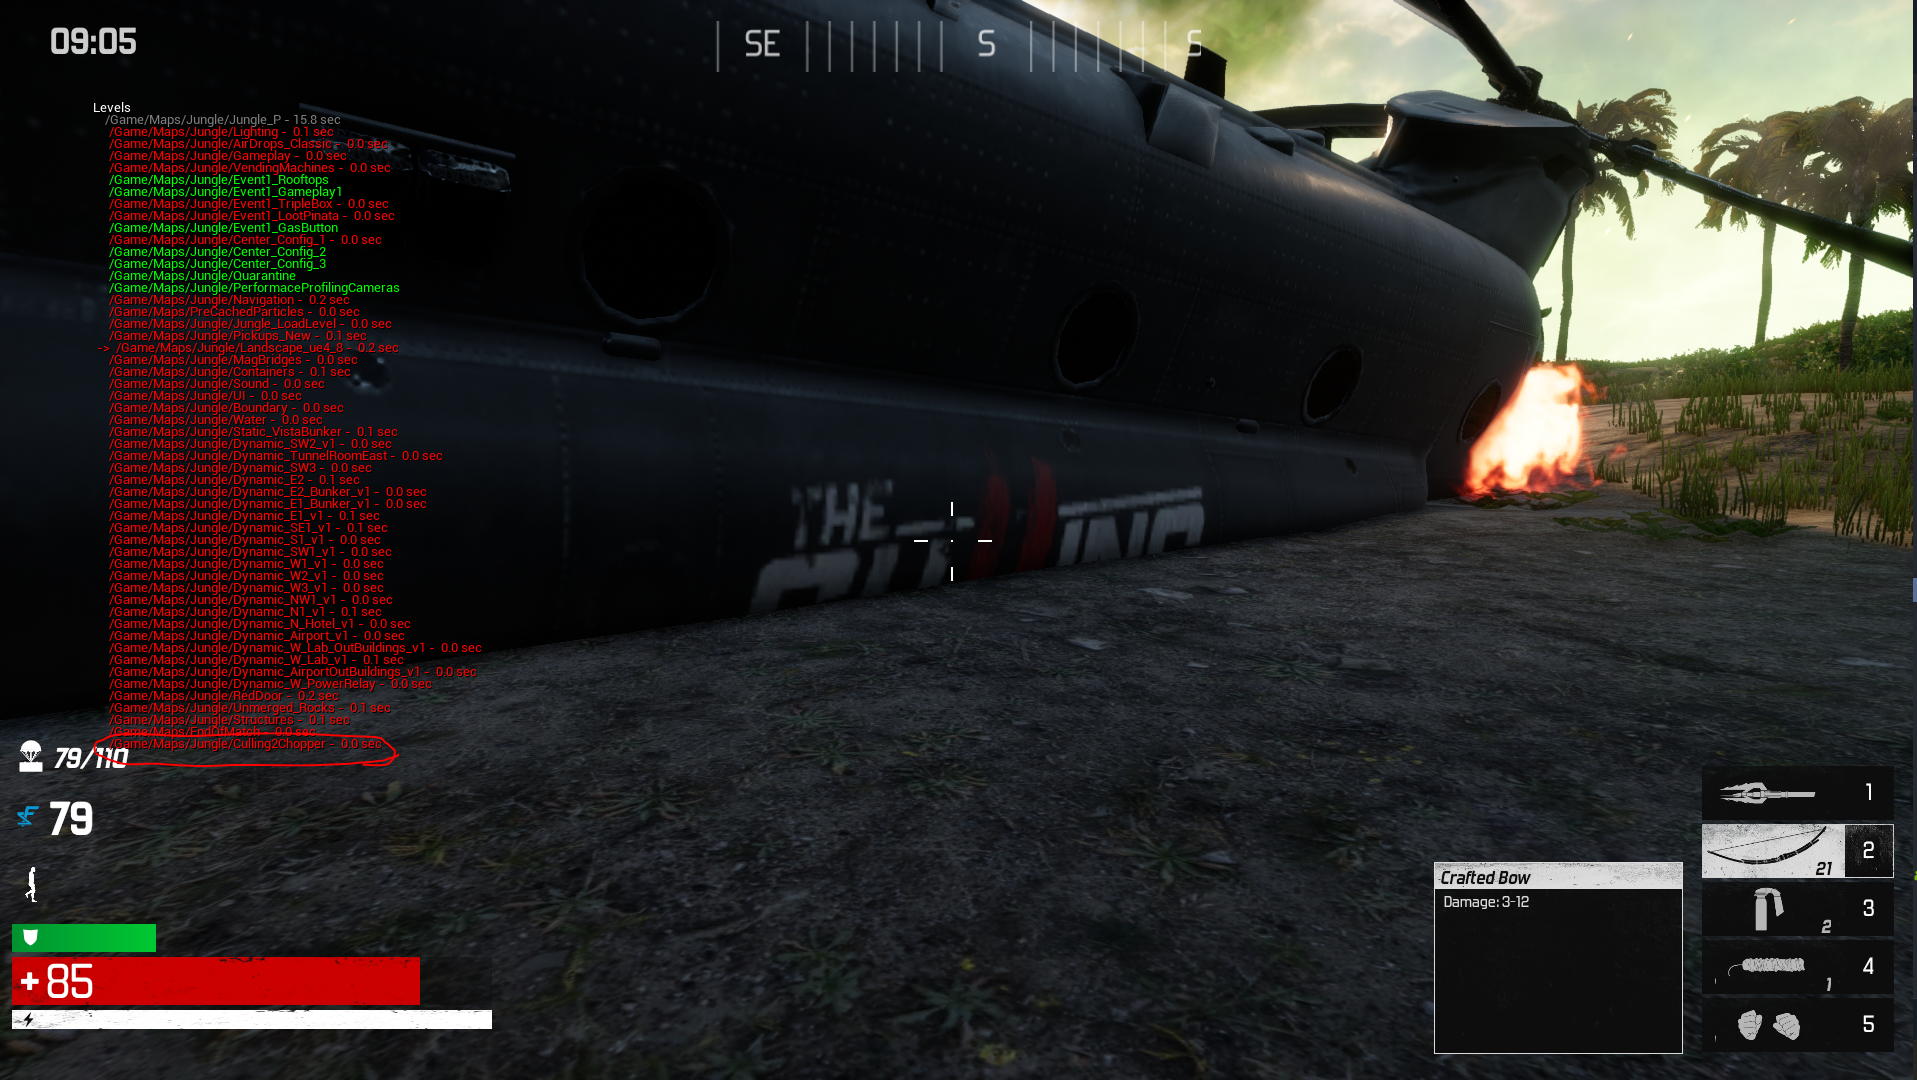 09:05
SE
S
S
Levels
/Game/Maps/Jungle/Jungle_P - 15.8 sec
/Game/Maps/Jungle/Lighting - 0.1 sec
/Game/Maps/Jungle/AirDrops_Classic - 0.0 sec
/Game/Maps/Jungle/Gameplay - 0.0 sec
/Game/Maps/Jungle/VendingMachines - 0.0 sec
/Game/Maps/Jungle/Event1_Rooftops
/Game/Maps/Jungle/Event1_Gameplay1
/Game/Maps/Jungle/Event1_TripleBox - 0.0 sec
/Game/Maps/Jungle/Event1_LootPinata - 0.0 sec
/Game/Maps/Jungle/Event1_GasButton
/Game/Maps/Jungle/Center_Config_1 - 0.0 sec
/Game/Maps/Jungle/Center_Config_2
/Game/Maps/Jungle/Center_Config_3
/Game/Maps/Jungle/Quarantine
/Game/Maps/Jungle/PerformaceProfilingCameras
/Game/Maps/Jungle/Navigation - 0.2 sec
/Game/Maps/PreCachedParticles - 0.0 sec
/Game/Maps/Jungle/Jungle_LoadLevel - 0.0 sec
/Game/Maps/Jungle/Pickups_New - 0.1 sec
-> /Game/Maps/Jungle/Landscape_ue4_8 - 0.2 sec
/Game/Maps/Jungle/MagBridges - 0.0 sec
/Game/Maps/Jungle/Containers - 0.1 sec
/Game/Maps/Jungle/Sound - 0.0 sec
/Game/Maps/Jungle/UI - 0.0 sec
/Game/Maps/Jungle/Boundary - 0.0 sec
/Game/Maps/Jungle/Water - 0.0 sec
/Game/Maps/Jungle/Static_VistaBunker - 0.1 sec
/Game/Maps/Jungle/Dynamic_SW2_v1 - 0.0 sec
/Game/Maps/Jungle/Dynamic_TunnelRoomEast - 0.0 sec
/Game/Maps/Jungle/Dynamic_SW3 - 0.0 sec
/Game/Maps/Jungle/Dynamic_E2 - 0.1 sec
/Game/Maps/Jungle/Dynamic_E2_Bunker_v1 - 0.0 sec
/Game/Maps/Jungle/Dynamic_E1_Bunker_v1 - 0.0 sec
/Game/Maps/Jungle/Dynamic_E1_v1 - 0.1 sec
/Game/Maps/Jungle/Dynamic_SE1_v1 - 0.1 sec
/Game/Maps/Jungle/Dynamic_S1_v1 - 0.0 sec
/Game/Maps/Jungle/Dynamic_SW1_v1 - 0.0 sec
/Game/Maps/Jungle/Dynamic_W1_v1 - 0.0 sec
/Game/Maps/Jungle/Dynamic_W2_v1 - 0.0 sec
/Game/Maps/Jungle/Dynamic_W3_v1 - 0.0 sec
/Game/Maps/Jungle/Dynamic_NW1_v1 - 0.0 sec
/Game/Maps/Jungle/Dynamic_N1_v1 - 0.1 sec
/Game/Maps/Jungle/Dynamic_N_Hotel_v1 - 0.0 sec
/Game/Maps/Jungle/Dynamic_Airport_v1 - 0.0 sec
/Game/Maps/Jungle/Dynamic_W_Lab_OutBuildings_v1 - 0.0 sec
/Game/Maps/Jungle/Dynamic_W_Lab_v1 - 0.1 sec
/Game/Maps/Jungle/Dynamic_AirportOutBuildings_v1 - 0.0 sec
/Game/Maps/Jungle/Dynamic_W_PowerRelay - 0.0 sec
/Game/Maps/Jungle/RedDoor - 0.2 sec
/Game/Maps/Jungle/Unmerged_Rocks - 0.1 sec
/Game/Maps/Jungle/Structures - 0.1 sec
/Game/Maps/EndOfMatch - 0.0 sec
/Game/Maps/Jungle/Culling2Chopper - 0.0 sec
THE
79/110
79
+85
1
2
21
3
2
4
1
5
Crafted Bow
Damage: 3-12